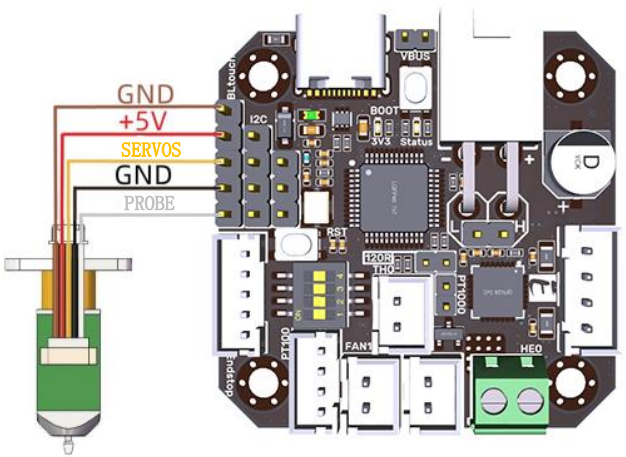 VBUS
BLtouch
GND
+5V
SERVOS
GND
PROBE
I2C
BOOT
3V3
Status
- +
D
VCX
+
RST
120R
TH0
PT1000
4
3
2
1
ON
PT100
FAN1
HE0
Endstop